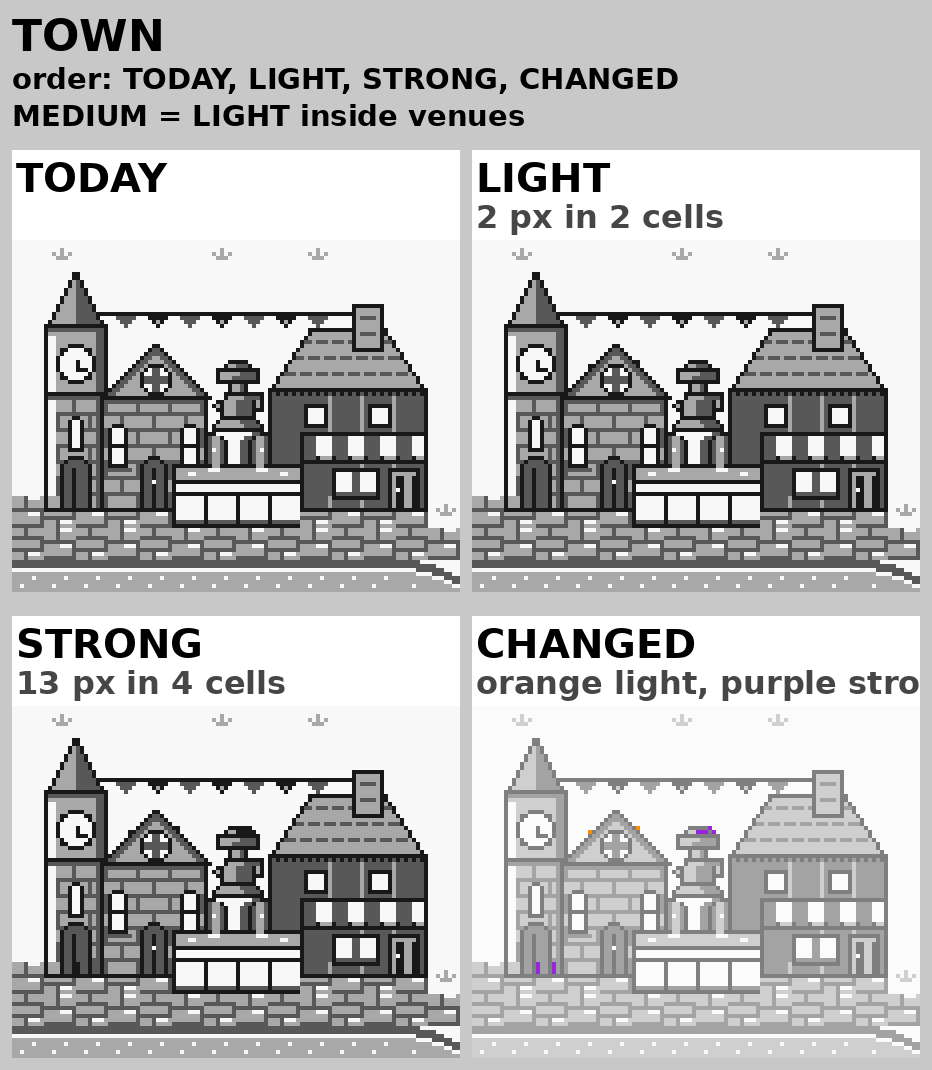 TOWN
order: TODAY, LIGHT, STRONG, CHANGED
MEDIUM = LIGHT inside venues
TODAY
LIGHT
2 px in 2 cells
STRONG
13 px in 4 cells
CHANGED
orange light, purple stro